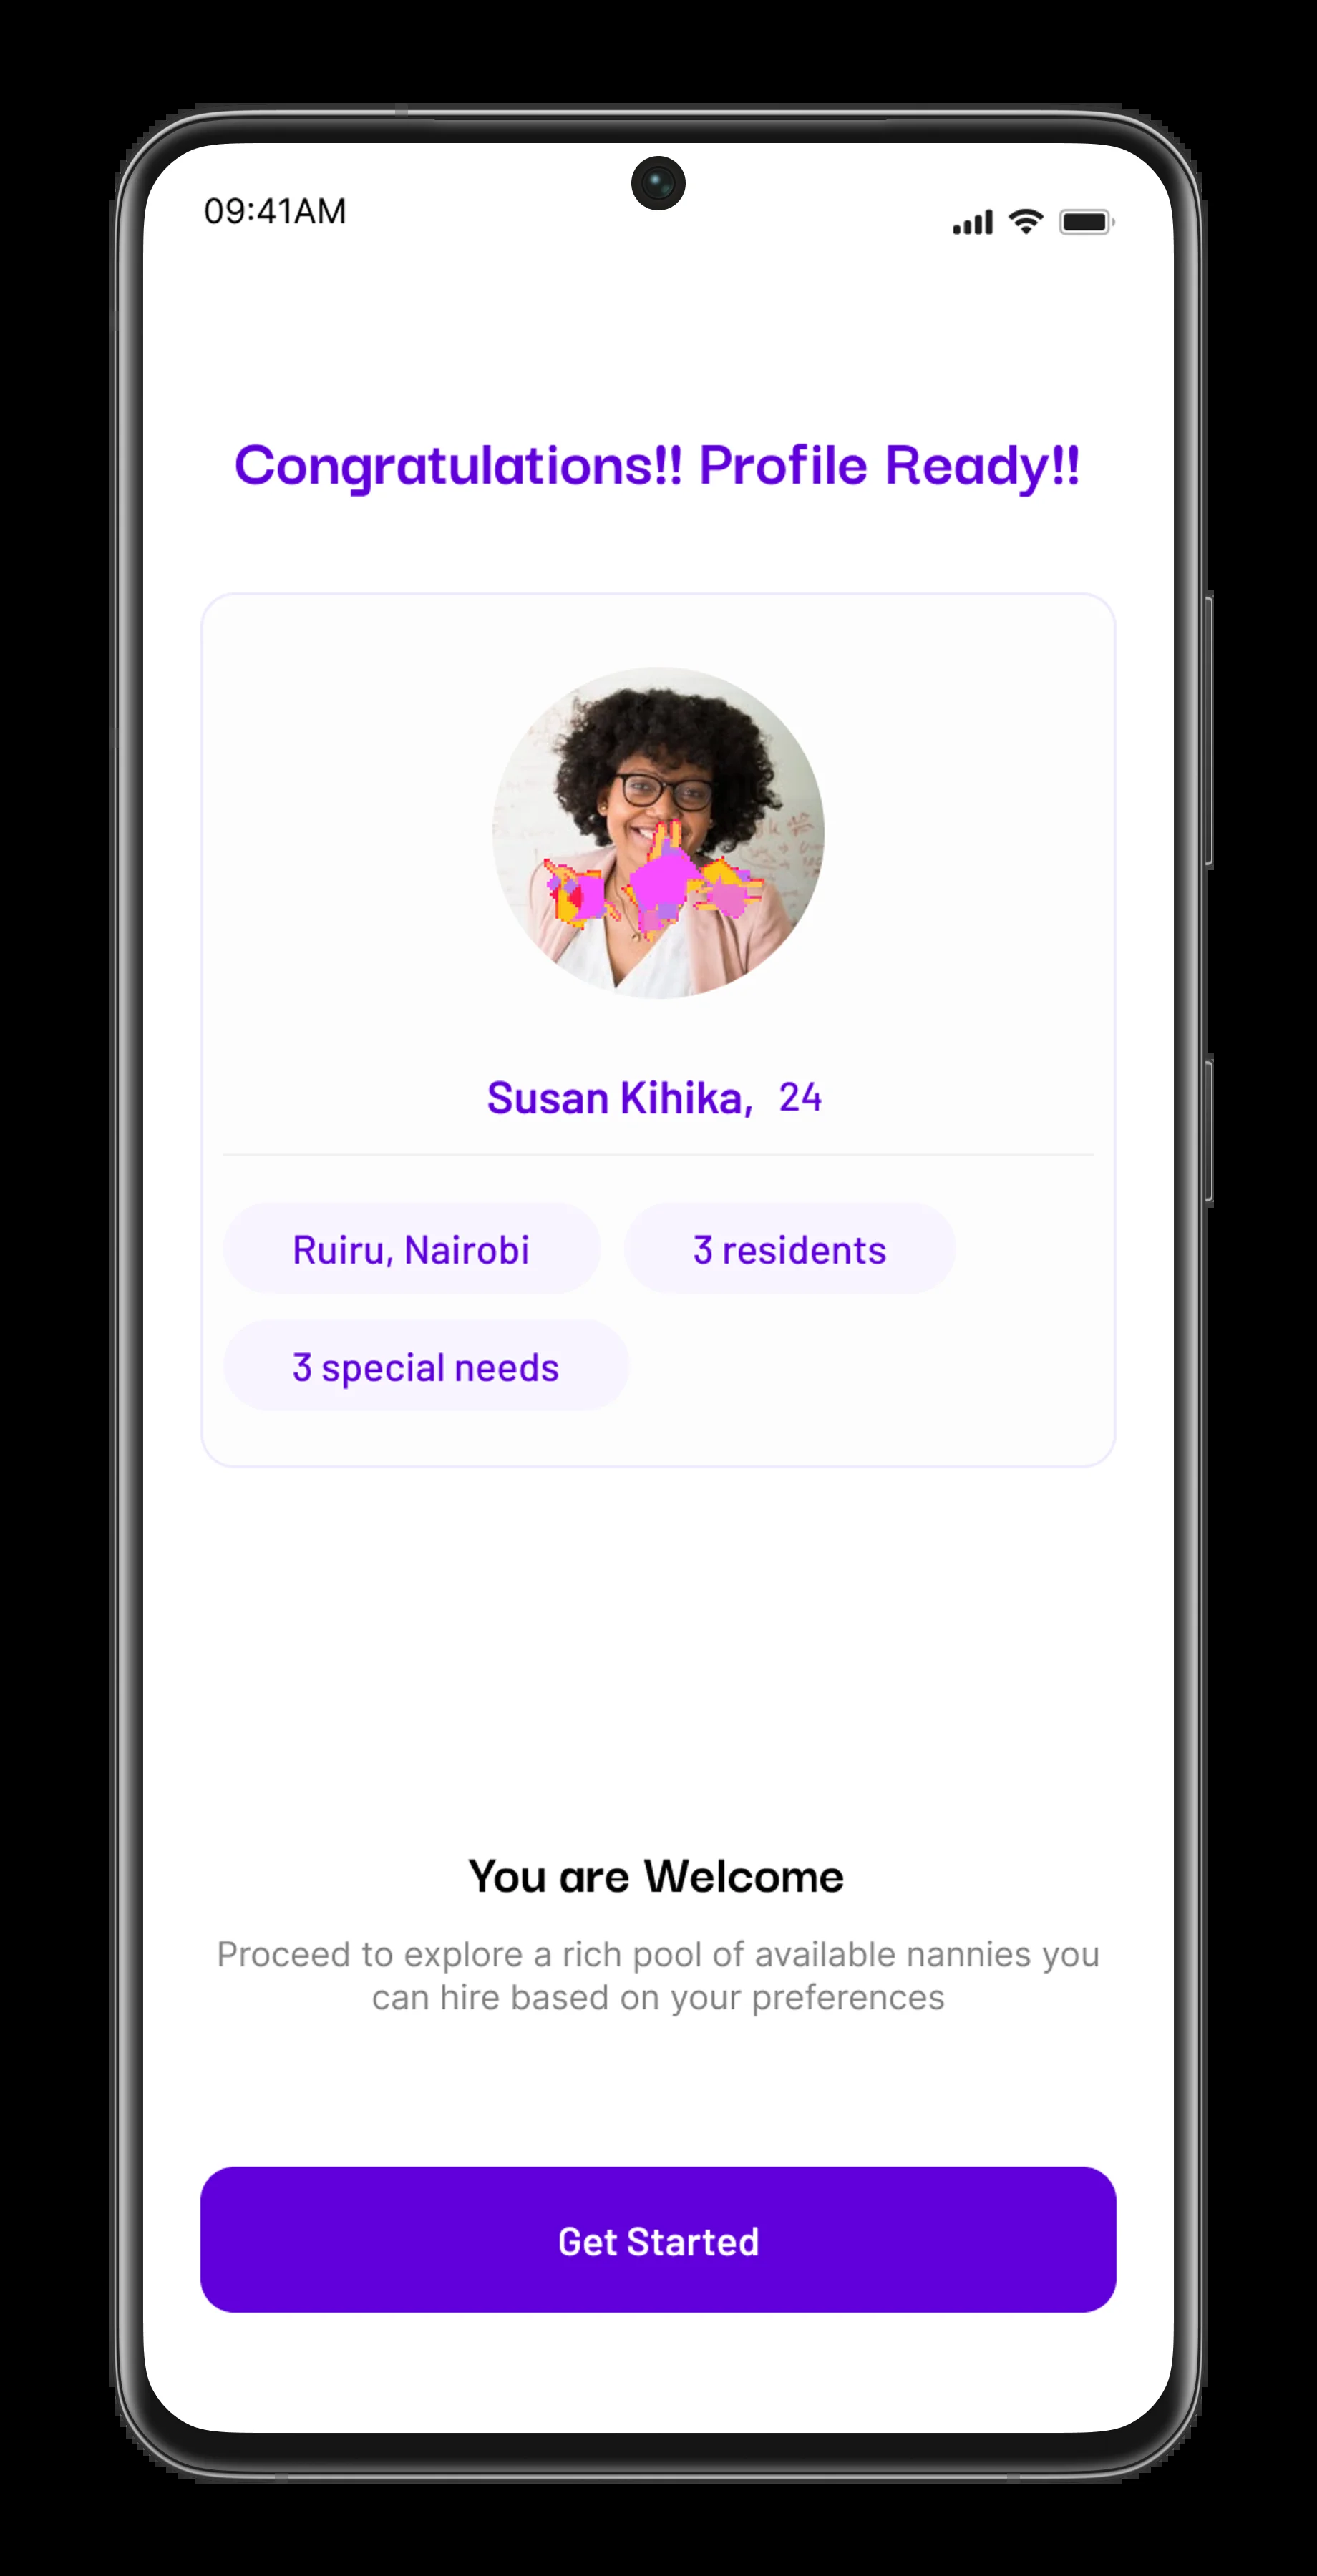 09:41AM
Congratulations!! Profile Ready!!
Susan Kihika, 24
Ruiru, Nairobi
3 residents
3 special needs
You are Welcome
Proceed to explore a rich pool of available nannies you
can hire based on your preferences
Get Started